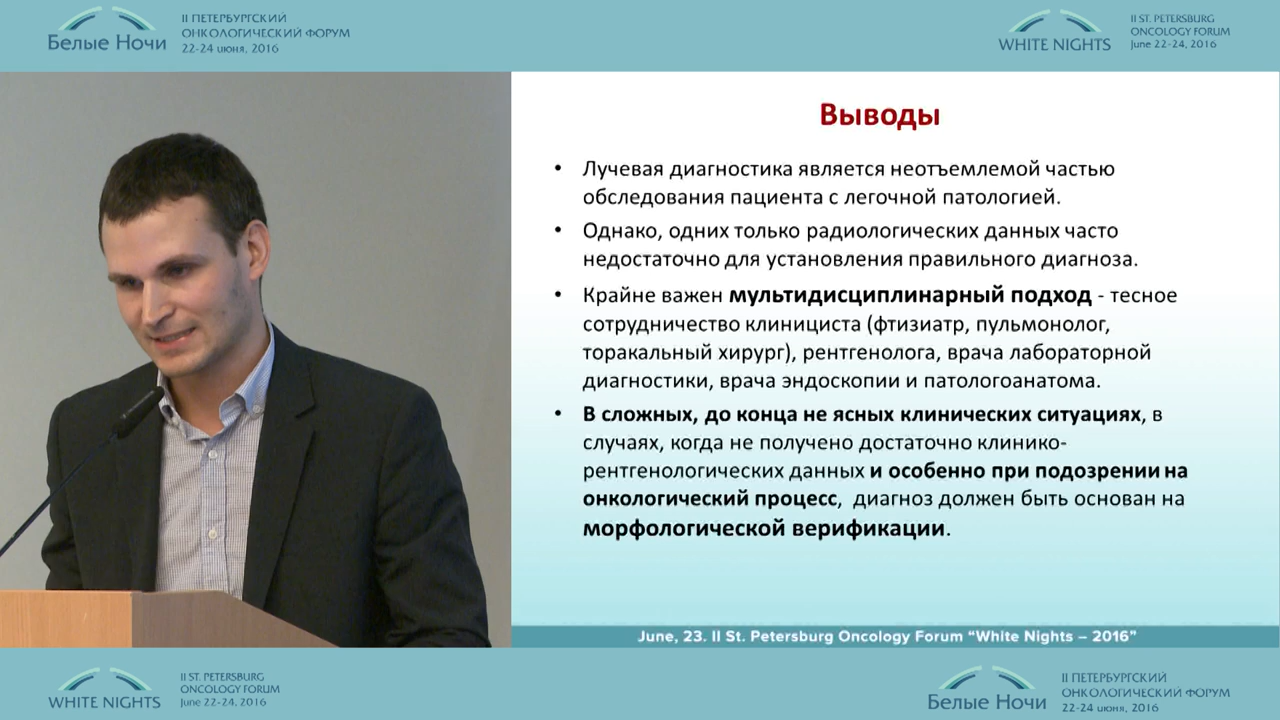 Белые Ночи
II ПЕТЕРБУРГСКИЙ
ОНКОЛОГИЧЕСКИЙ ФОРУМ
22-24 июня, 2016
WHITE NIGHTS
II ST. PETERSBURG
ONCOLOGY FORUM
June 22-24, 2016
Выводы
• Лучевая диагностика является неотъемлемой частью
обследования пациента с легочной патологией.
• Однако, одних только радиологических данных часто
недостаточно для установления правильного диагноза.
• Крайне важен мультидисциплинарный подход - тесное
сотрудничество клинициста (фтизиатр, пульмонолог,
торакальный хирург), рентгенолога, врача лабораторной
диагностики, врача эндоскопии и патологоанатома.
• В сложных, до конца не ясных клинических ситуациях, в
случаях, когда не получено достаточно клинико-
рентгенологических данных и особенно при подозрении на
онкологический процесс, диагноз должен быть основан на
морфологической верификации.
June, 23. II St. Petersburg Oncology Forum “White Nights – 2016”
WHITE NIGHTS
II ST. PETERSBURG
ONCOLOGY FORUM
June 22-24, 2016
Белые Ночи
II ПЕТЕРБУРГСКИЙ
ОНКОЛОГИЧЕСКИЙ ФОРУМ
22-24 июня, 2016